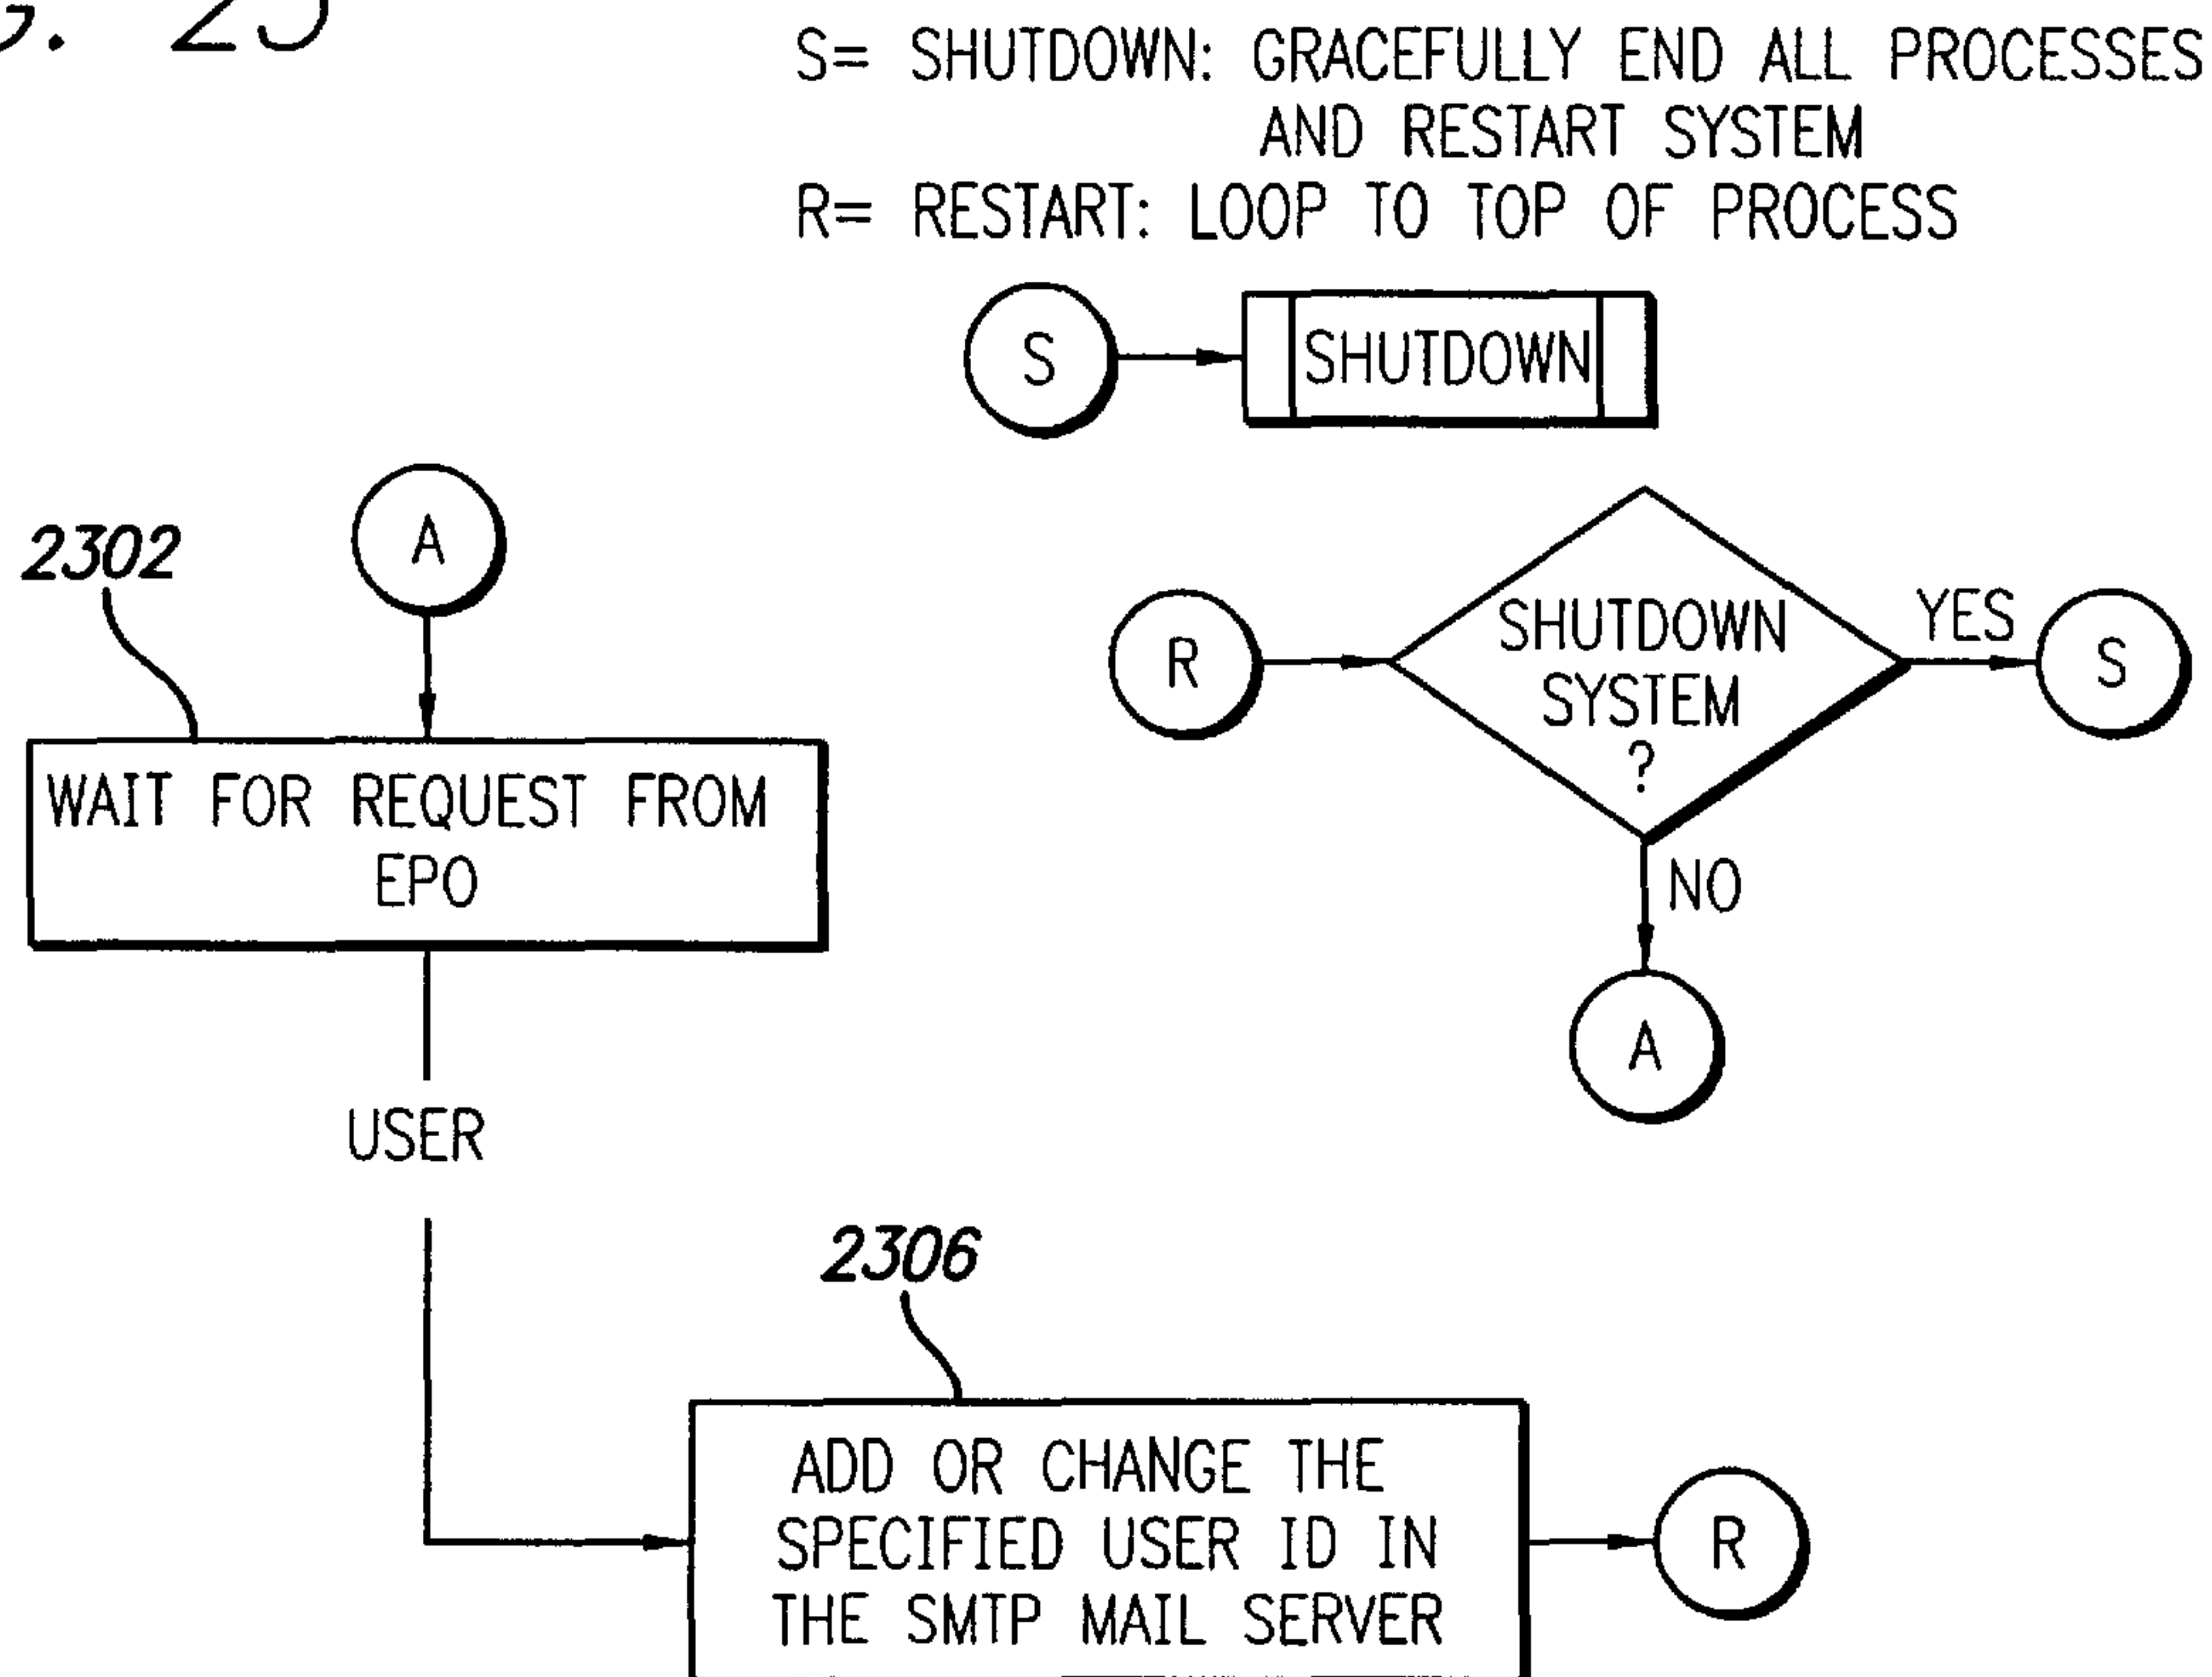 . 23
S= SHUTDOWN: GRACEFULLY END ALL PROCESSES
AND RESTART SYSTEM
R= RESTART: LOOP TO TOP OF PROCESS
S
SHUTDOWN
A
2302
WAIT FOR REQUEST FROM
EPO
R
SHUTDOWN
SYSTEM
?
YES
S
NO
A
USER
2306
ADD OR CHANGE THE
SPECIFIED USER ID IN
THE SMTP MAIL SERVER
R